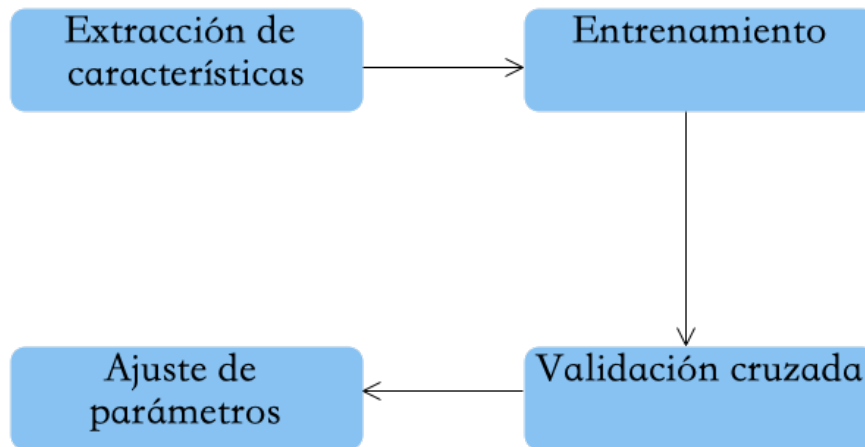 Extracción de
características
Entrenamiento
Validación cruzada
Ajuste de
parámetros